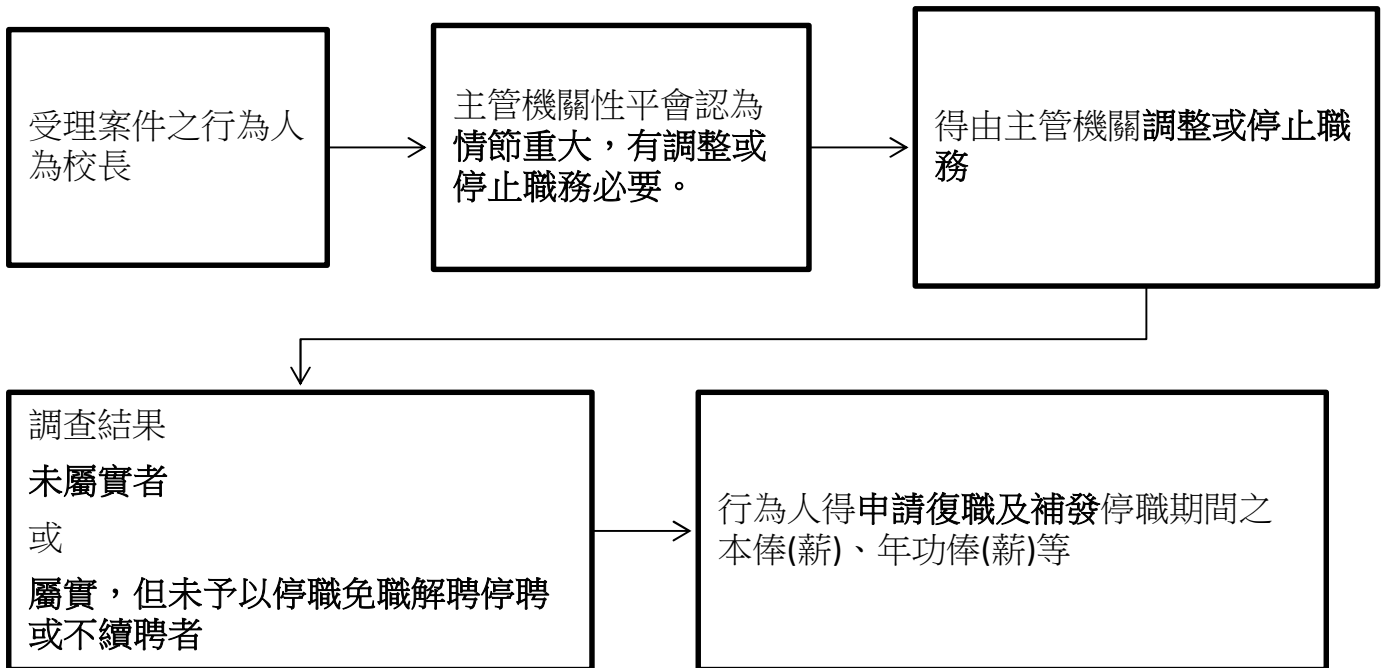 受理案件之行為人
為校長
主管機關性平會認為
情節重大，有調整或
停止職務必要。
得由主管機關調整或停止職
務
調查結果
未屬實者
或
屬實，但未予以停職免職解聘停聘
或不續聘者
行為人得申請復職及補發停職期間之
本俸(薪)、年功俸(薪)等